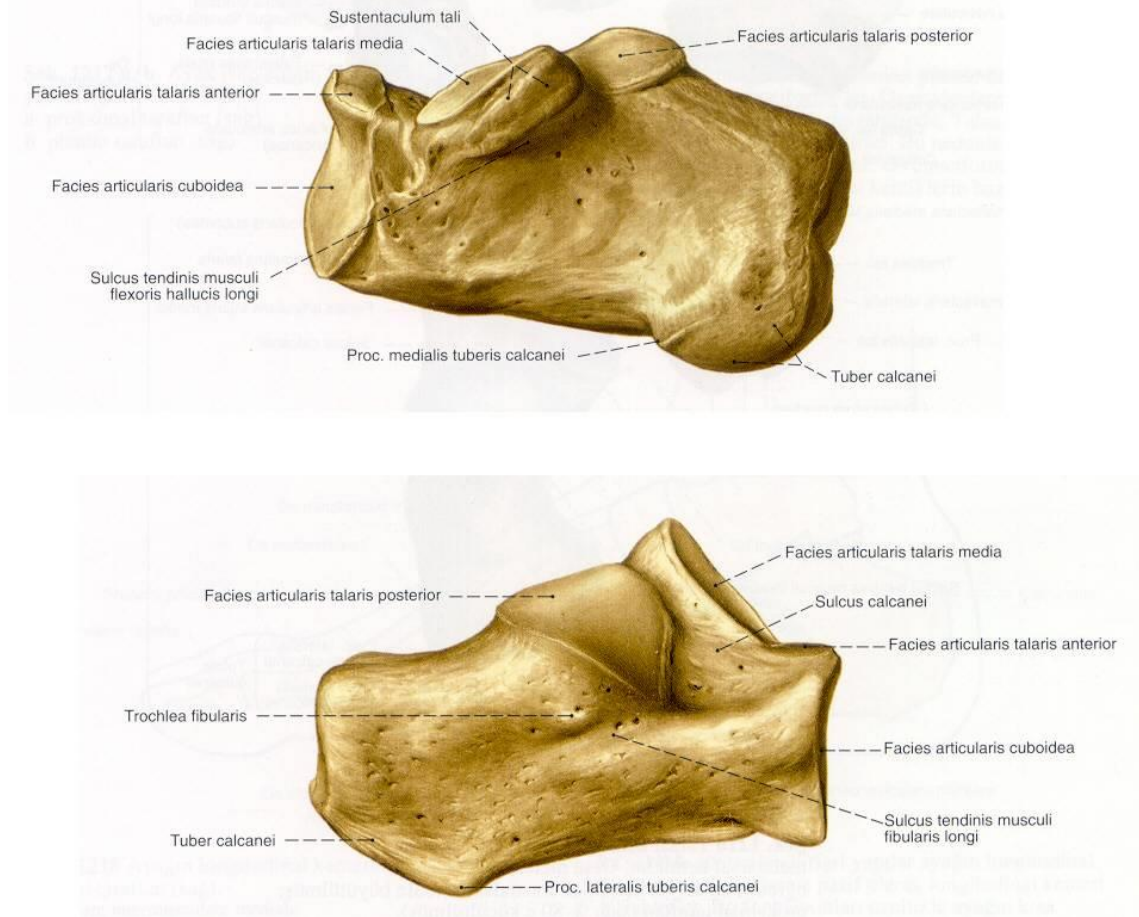 Sustentaculum tali
Facies articularis talaris media
Facies articularis talaris posterior
Facies articularis talaris anterior
Facies articularis cuboidea
Sulcus tendinis musculi
flexoris hallucis longi
Proc. medialis tuberis calcanei
Tuber calcanei
Facies articularis talaris media
Facies articularis talaris posterior
Sulcus calcanei
Facies articularis talaris anterior
Trochlea fibularis
Facies articularis cuboidea
Sulcus tendinis musculi
fibularis longi
Tuber calcanei
Proc. lateralis tuberis calcanei